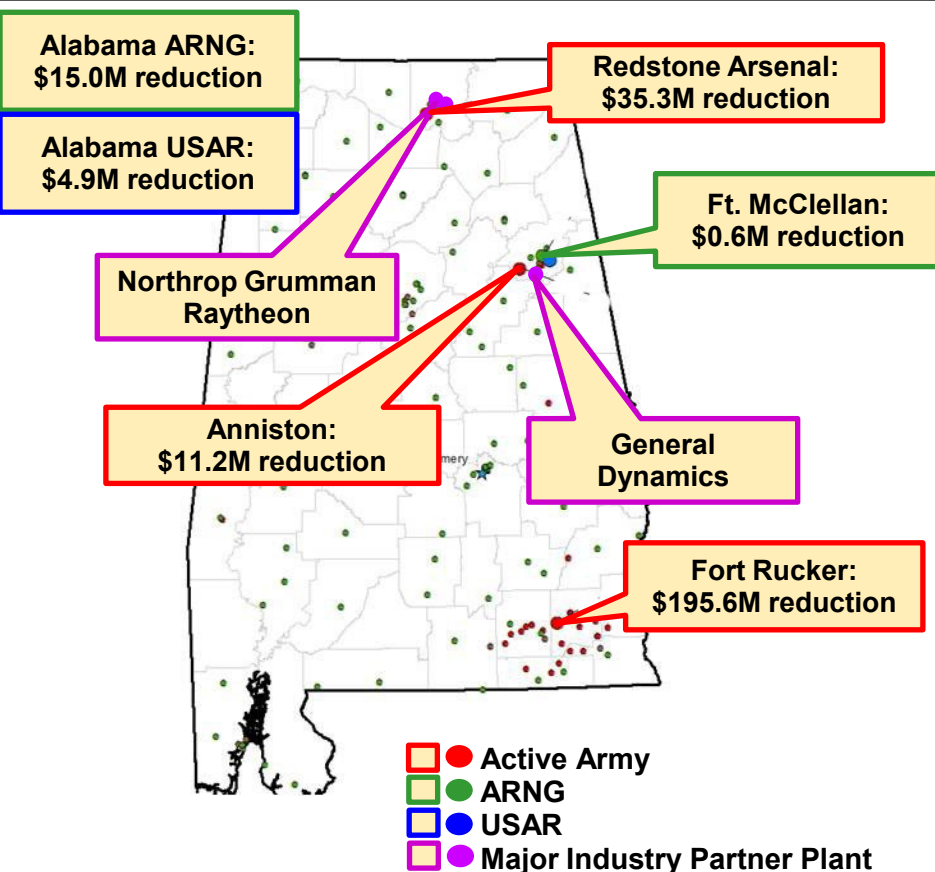 Alabama ARNG:
$15.0M reduction
Redstone Arsenal:
$35.3M reduction
Alabama USAR:
$4.9M reduction
Ft. McClellan:
$0.6M reduction
Northrop Grumman
Raytheon
Anniston:
$11.2M reduction
General
Dynamics
mery
Fort Rucker:
$195.6M reduction
Active Army
ARNG
USAR
Major Industry Partner Plant